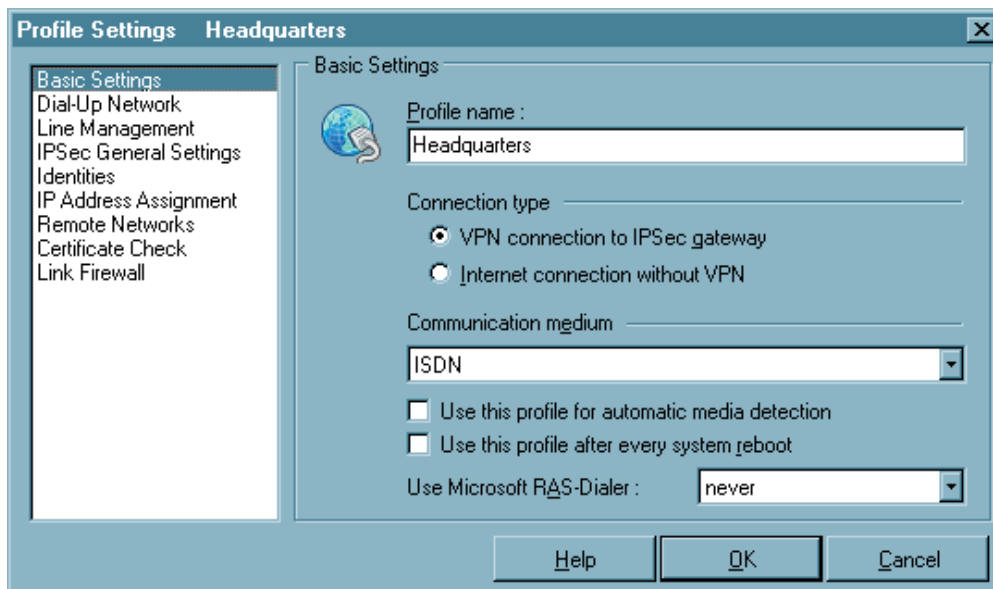 Profile Settings Headquarters
Basic Settings
Dial-Up Network
Line Management
IPSec General Settings
Identities
IP Address Assignment
Remote Networks
Certificate Check
Link Firewall
Basic Settings
Profile name :
Headquarters
Connection type
VPN connection to IPSec gateway
Internet connection without VPN
Communication medium
ISDN
Use this profile for automatic media detection
Use this profile after every system reboot
Use Microsoft RAS-Dialer : never
Help OK Cancel